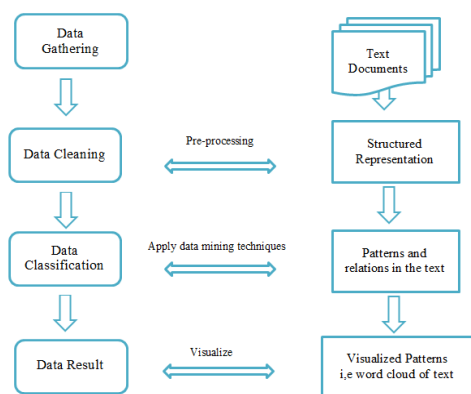 Data
Gathering
Text
Documents
Data Cleaning
Pre-processing
Structured
Representation
Data
Classification
Apply data mining techniques
Patterns and
relations in the text
Data Result
Visualize
Visualized Patterns
i,e word cloud of text